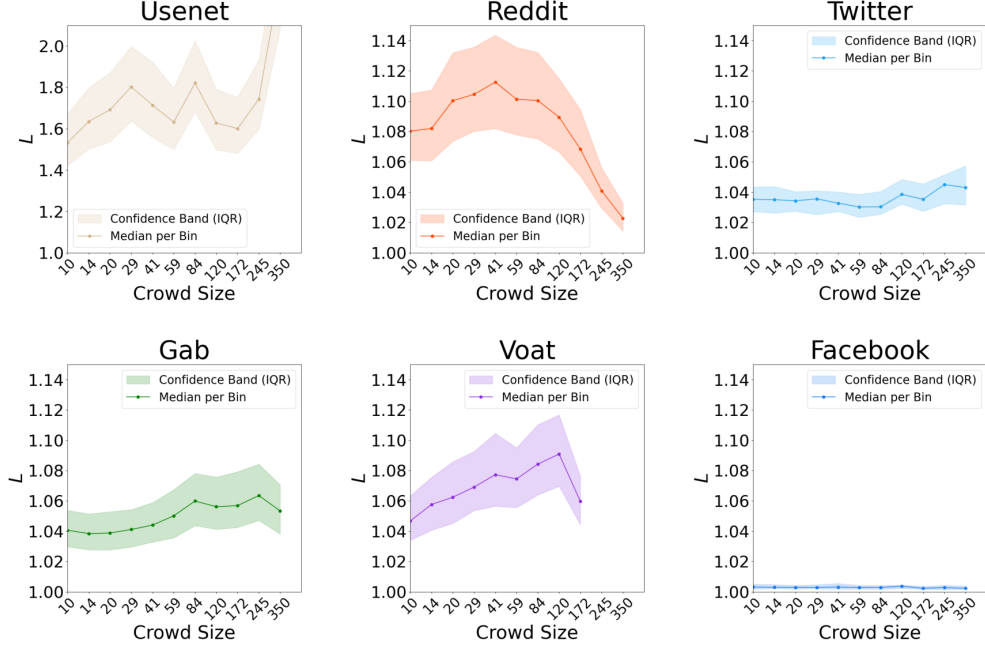 Usenet
L
2.0
1.8
1.6
1.4
1.2
1.0
Confidence Band (IQR)
Median per Bin
10 14 20 29 41 59 84 120 172 245 350
Crowd Size
Reddit
L
1.14
1.12
1.10
1.08
1.06
1.04
1.02
1.00
Confidence Band (IQR)
Median per Bin
10 14 20 29 41 59 84 120 172 245 350
Crowd Size
Twitter
L
1.14
1.12
1.10
1.08
1.06
1.04
1.02
1.00
Confidence Band (IQR)
Median per Bin
10 14 20 29 41 59 84 120 172 245 350
Crowd Size
Gab
L
1.14
1.12
1.10
1.08
1.06
1.04
1.02
1.00
Confidence Band (IQR)
Median per Bin
10 14 20 29 41 59 84 120 172 245 350
Crowd Size
Voat
L
1.14
1.12
1.10
1.08
1.06
1.04
1.02
1.00
Confidence Band (IQR)
Median per Bin
10 14 20 29 41 59 84 120 172 245 350
Crowd Size
Facebook
L
1.14
1.12
1.10
1.08
1.06
1.04
1.02
1.00
Confidence Band (IQR)
Median per Bin
10 14 20 29 41 59 84 120 172 245 350
Crowd Size